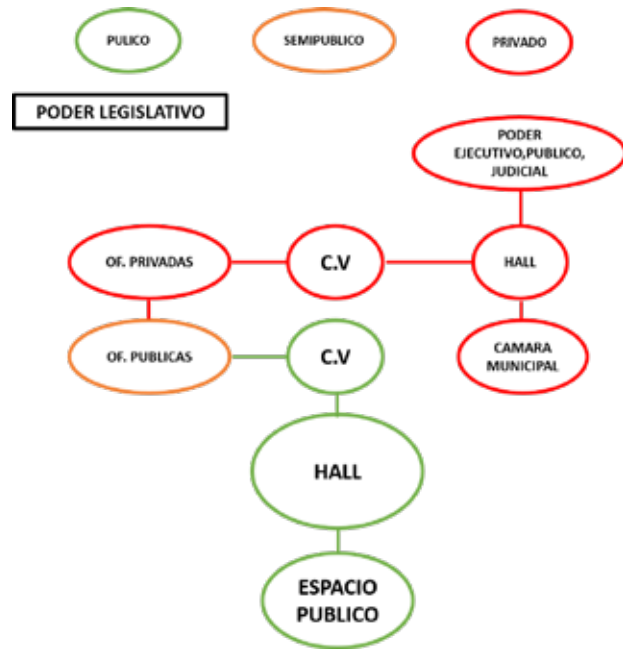 PULICO
SEMIPUBLICO
PRIVADO
PODER LEGISLATIVO
PODER
EJECUTIVO,PUBLICO,
JUDICIAL
OF. PRIVADAS
C.V
HALL
OF. PUBLICAS
C.V
CAMARA
MUNICIPAL
HALL
ESPACIO
PUBLICO